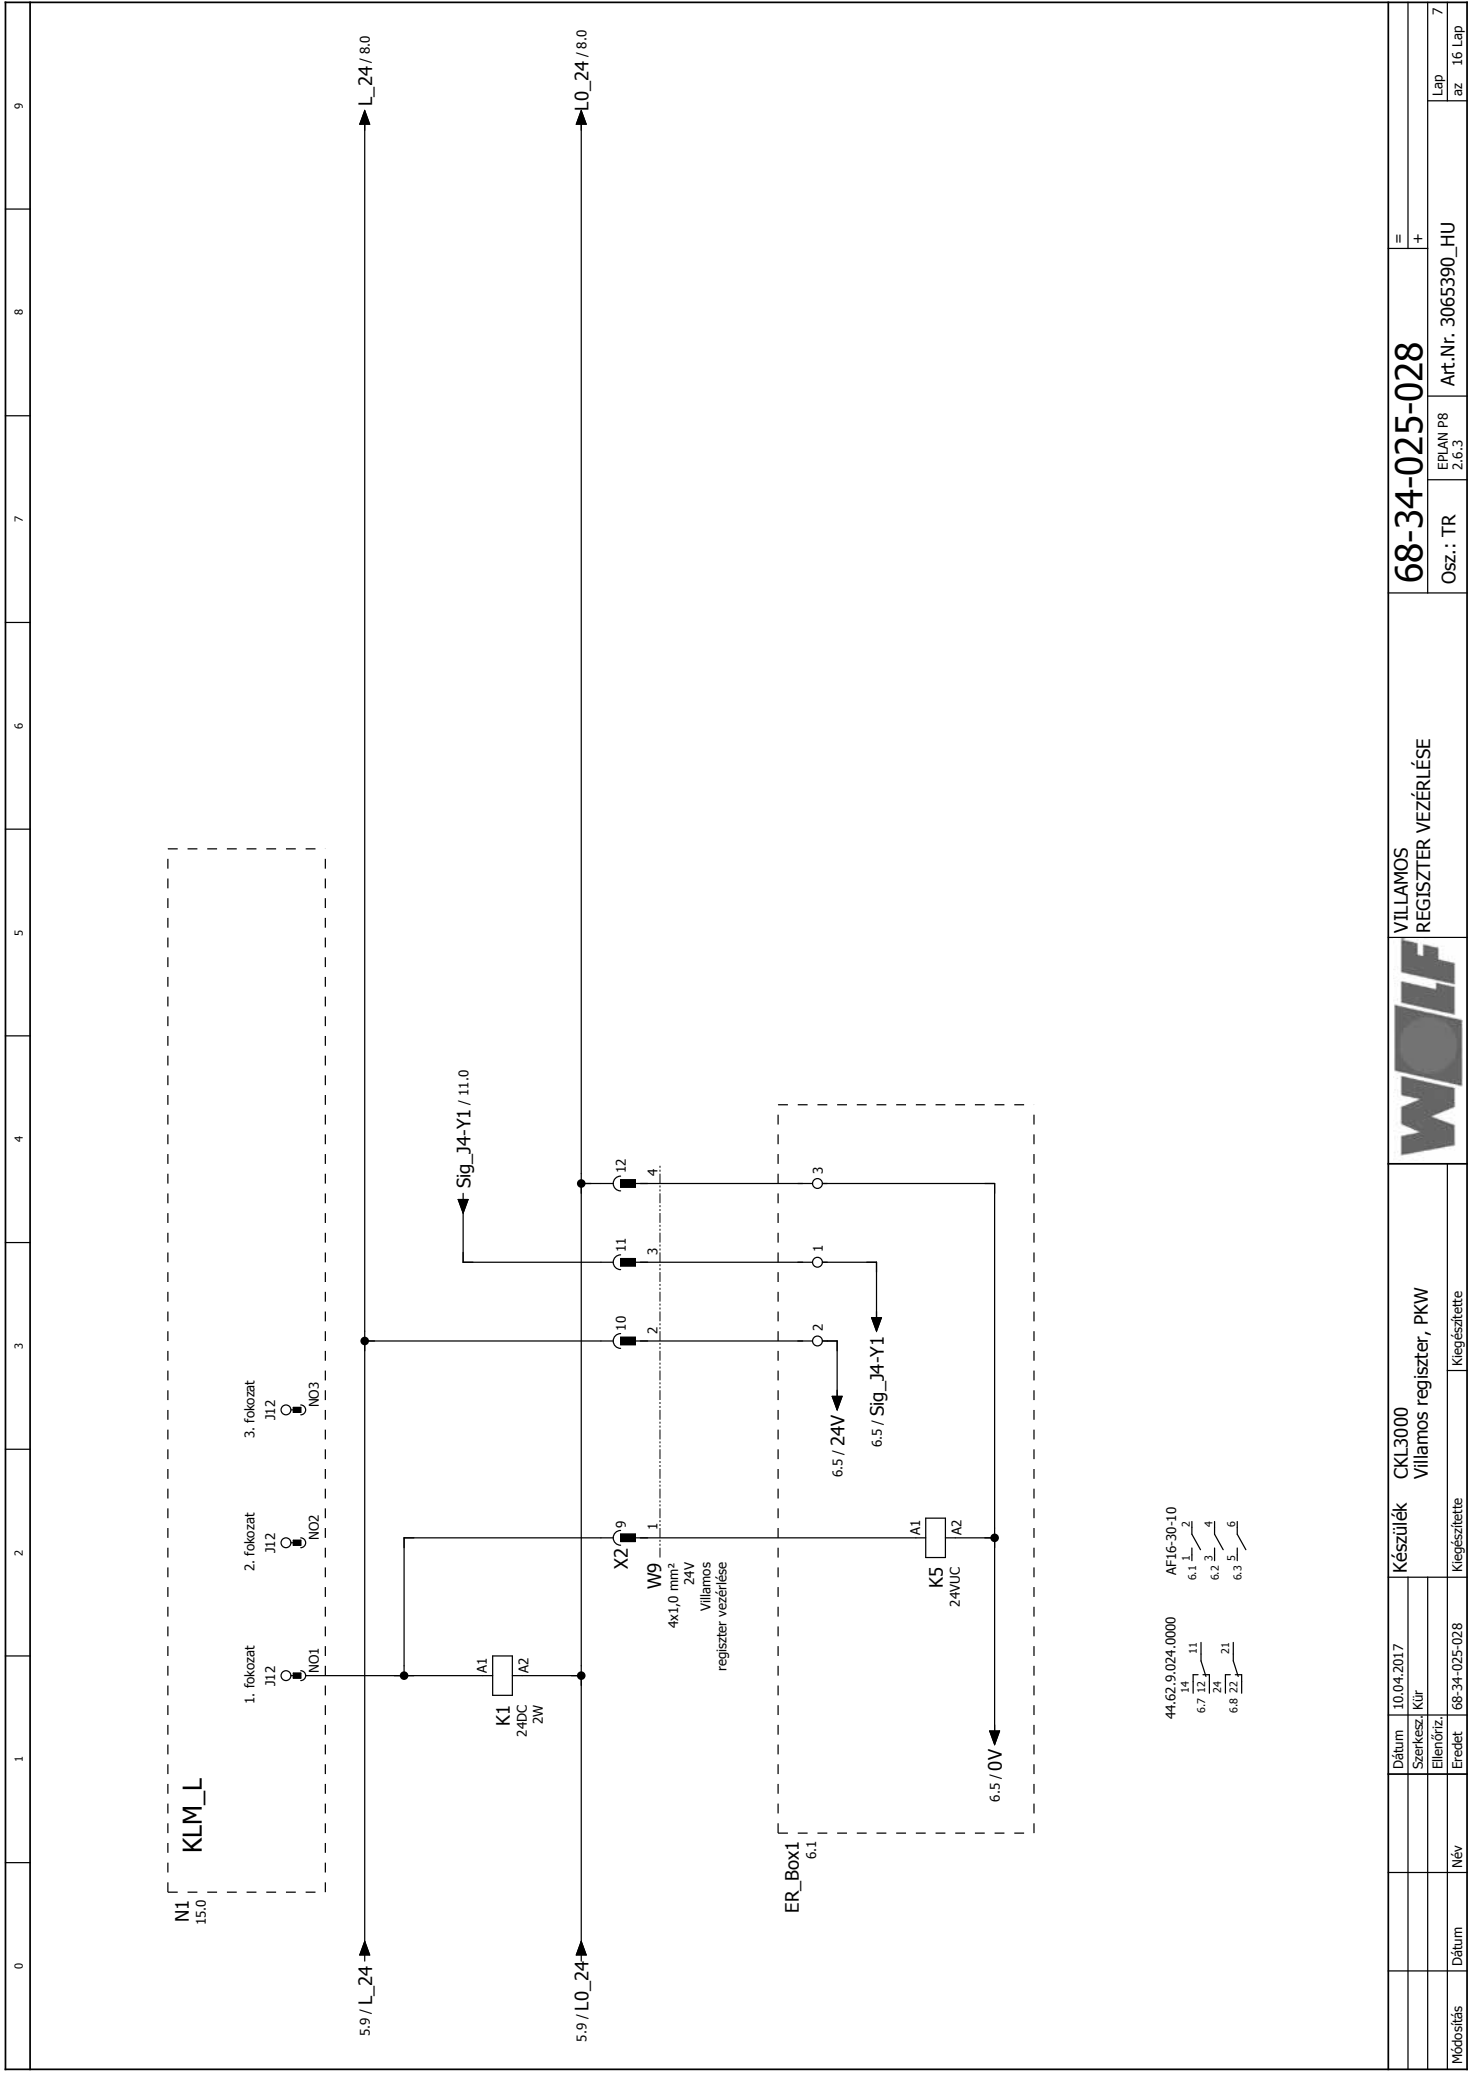 0 1 2 3 4 5 6 7 8 9
N1
15.0
KLM_L
1. fokozat
J12
NO1
2. fokozat
J12
NO2
3. fokozat
J12
NO3
5.9 / L_24
L_24 / 8.0
Sig_J4-Y1 / 11.0
K1
24DC
2W
A1
A2
5.9 / L0_24
L0_24 / 8.0
X2
9
10
11
12
W9
4x1,0 mm²
24V
Villamos
regiszter vezérlése
1
2
3
4
ER_Box1
6.1
2
1
3
6.5 / 24V
6.5 / Sig_J4-Y1
K5
24VUC
A1
A2
6.5 / 0V
44.62.9.024.0000
14
6.7 12 11
24
6.8 22 21
AF16-30-10
6.1 1 2
6.2 3 4
6.3 5 6
Módosítás
Dátum
Név
Dátum 10.04.2017
Szerkesz. Kür
Ellenőriz.
Eredet 68-34-025-028
Készülék CKL3000
Villamos regiszter, PKW
Kiegészítette
Kiegészítette
WOLF
VILLAMOS
REGISZTER VEZÉRLÉSE
68-34-025-028
=
+
Osz.: TR
EPLAN P8
2.6.3
Art.Nr. 3065390_HU
Lap 7
az 16 Lap